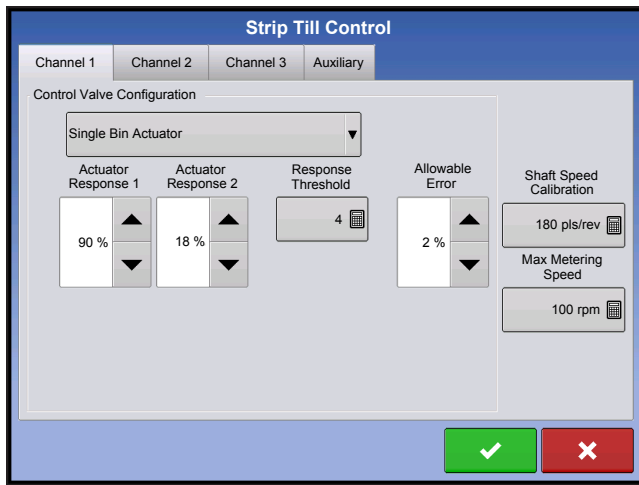 Strip Till Control
Channel 1
Channel 2
Channel 3
Auxiliary
Control Valve Configuration
Single Bin Actuator
Actuator
Response 1
Actuator
Response 2
Response
Threshold
Allowable
Error
90 %
18 %
4
2 %
Shaft Speed
Calibration
180 pls/rev
Max Metering
Speed
100 rpm